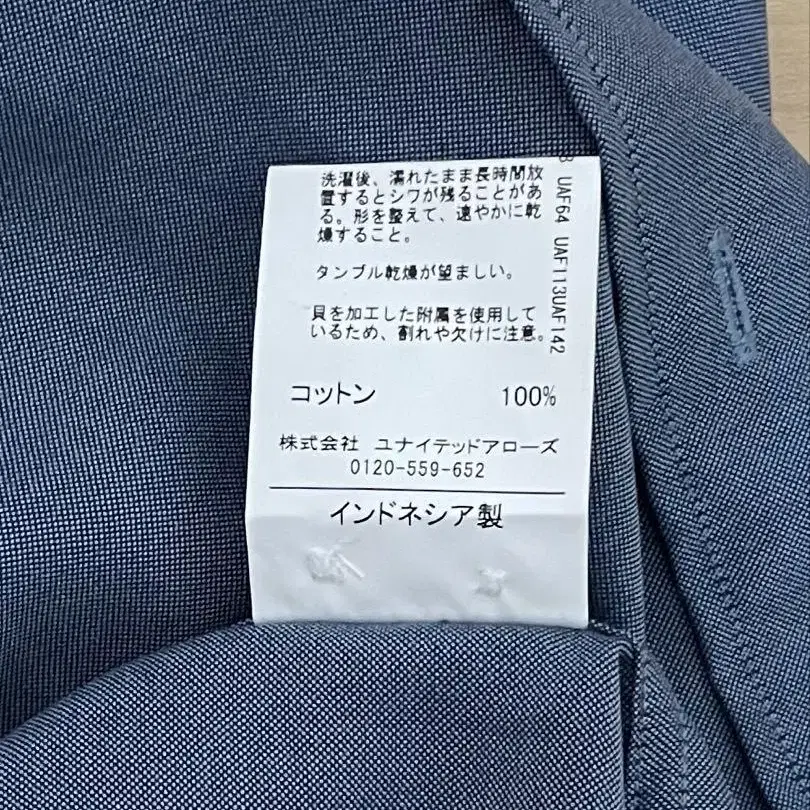 洗濯後、濡れたまま長時間放
置するとシワが残ることがあ
る。形を整えて、速やかに乾
燥すること。
タンブル乾燥が望ましい。
貝を加工した附属を使用して
いるため、割れや欠けに注意。
コットン 100%
株式会社 ユナイテッドアローズ
0120-559-652
インドネシア製
UAF64 UAF113UAF142